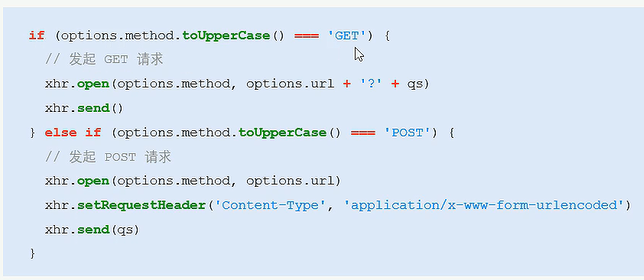 if (options.method.toUpperCase() === 'GET') {
// 发起 GET 请求
xhr.open(options.method, options.url + '?' + qs)
xhr.send()
} else if (options.method.toUpperCase() === 'POST') {
// 发起 POST 请求
xhr.open(options.method, options.url)
xhr.setRequestHeader('Content-Type', 'application/x-www-form-urlencoded')
xhr.send(qs)
}